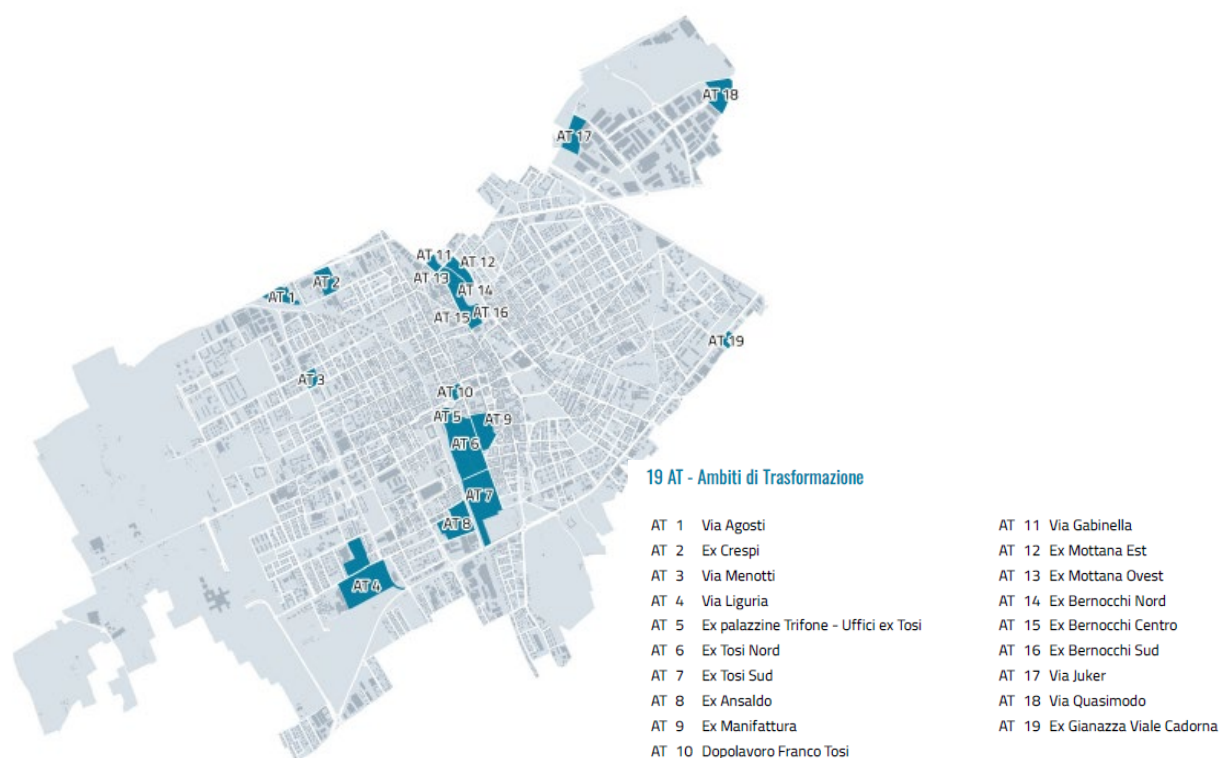 AT 18
AT 17
AT 11
AT 12
AT 2
AT 13
AT 1
AT 14
AT 15
AT 16
AT 19
AT 3
AT 10
AT 5
AT 9
AT 6
AT 7
AT 8
AT 4
19 AT - Ambiti di Trasformazione
AT 1 Via Agosti
AT 2 Ex Crespi
AT 3 Via Menotti
AT 4 Via Liguria
AT 5 Ex palazzine Trifone - Uffici ex Tosi
AT 6 Ex Tosi Nord
AT 7 Ex Tosi Sud
AT 8 Ex Ansaldo
AT 9 Ex Manifattura
AT 10 Dopolavoro Franco Tosi
AT 11 Via Gabinella
AT 12 Ex Mottana Est
AT 13 Ex Mottana Ovest
AT 14 Ex Bernocchi Nord
AT 15 Ex Bernocchi Centro
AT 16 Ex Bernocchi Sud
AT 17 Via Juker
AT 18 Via Quasimodo
AT 19 Ex Gianazza Viale Cadorna